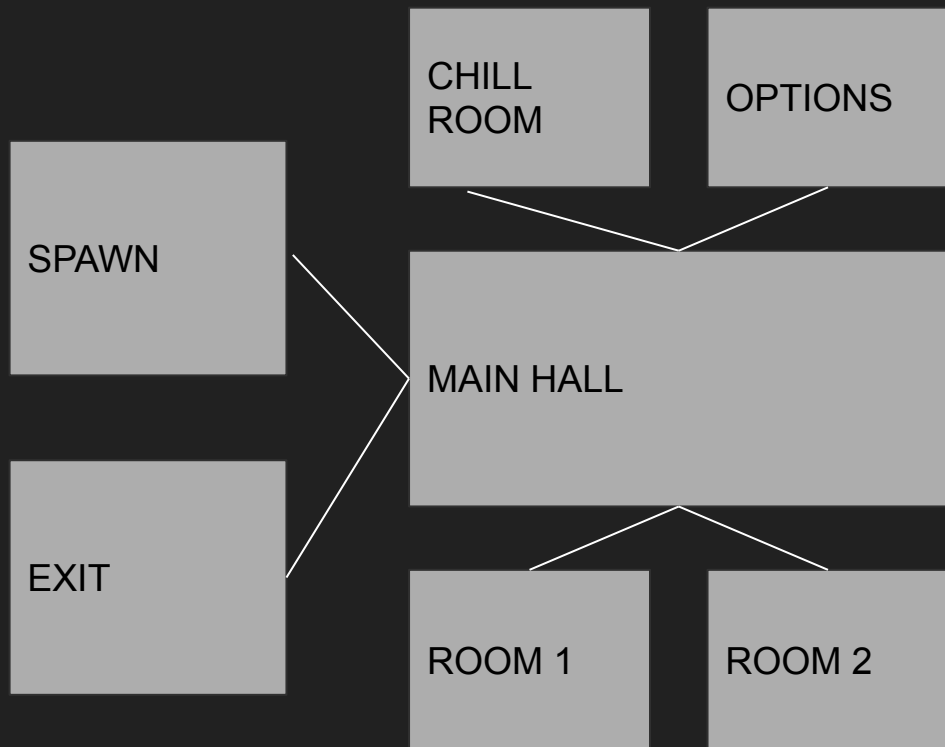 CHILL
ROOM
OPTIONS
SPAWN
MAIN HALL
EXIT
ROOM 1
ROOM 2